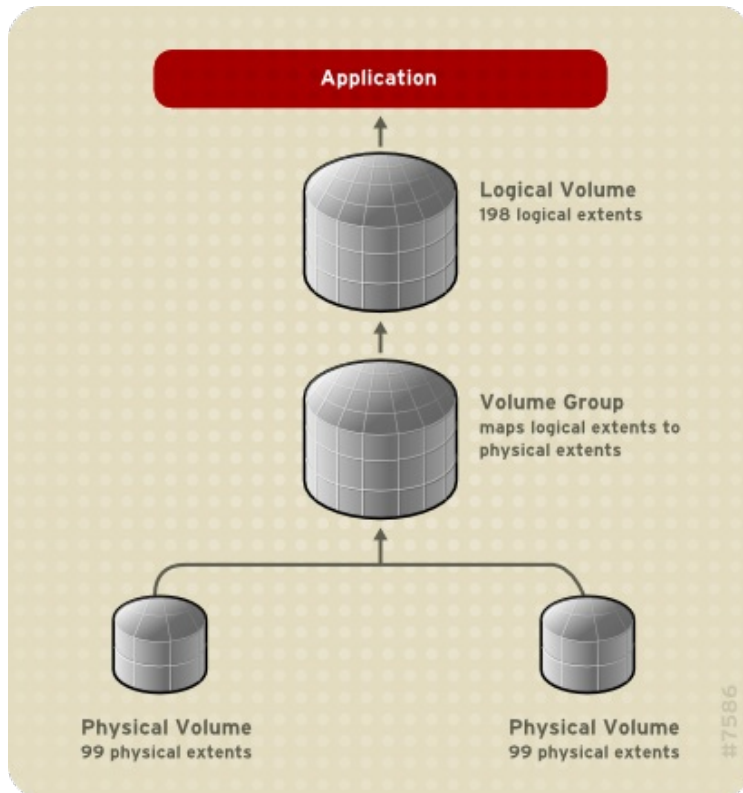 Application
Logical Volume
198 logical extents
Volume Group
maps logical extents to
physical extents
Physical Volume
99 physical extents
Physical Volume
99 physical extents
#7586